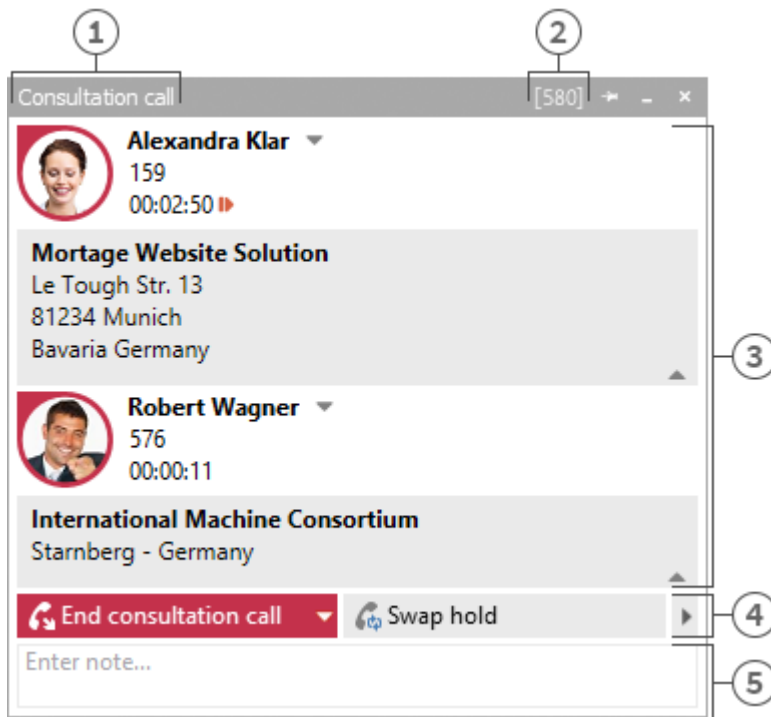 1
2
Consultation call [580]
Alexandra Klar
159
00:02:50
Mortage Website Solution
Le Tough Str. 13
81234 Munich
Bavaria Germany
3
Robert Wagner
576
00:00:11
International Machine Consortium
Starnberg - Germany
End consultation call Swap hold
4
Enter note...
5